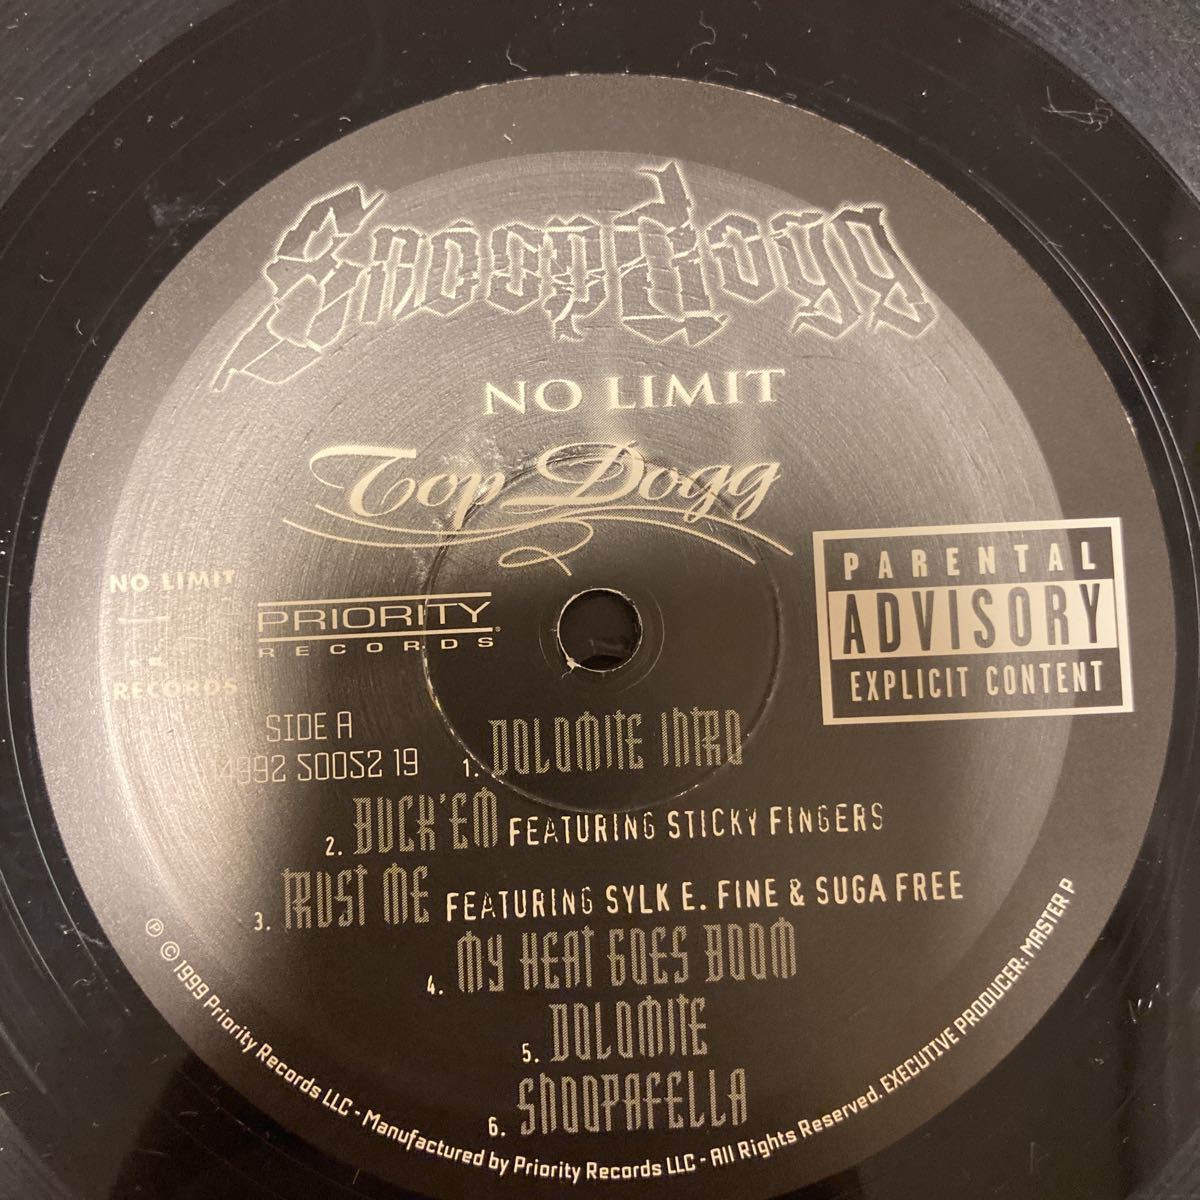 Snoop Dogg
NO LIMIT
Top Dogg
NO LIMIT
RECORDS
PRIORITY
RECORDS
PARENTAL
ADVISORY
EXPLICIT CONTENT
SIDE A
50052 19
1. DOLOMITE INTRO
2. BUCK'EM FEATURING STICKY FINGERS
3. TRUST ME FEATURING SYLK E. FINE & SUGA FREE
4. MY HEAT GOES BOOM
5. DOLOMITE
6. SNOOPAFELLA
℗ © 1999 Priority Records LLC - Manufactured by Priority Records LLC - All Rights Reserved. EXECUTIVE PRODUCER: MASTER P